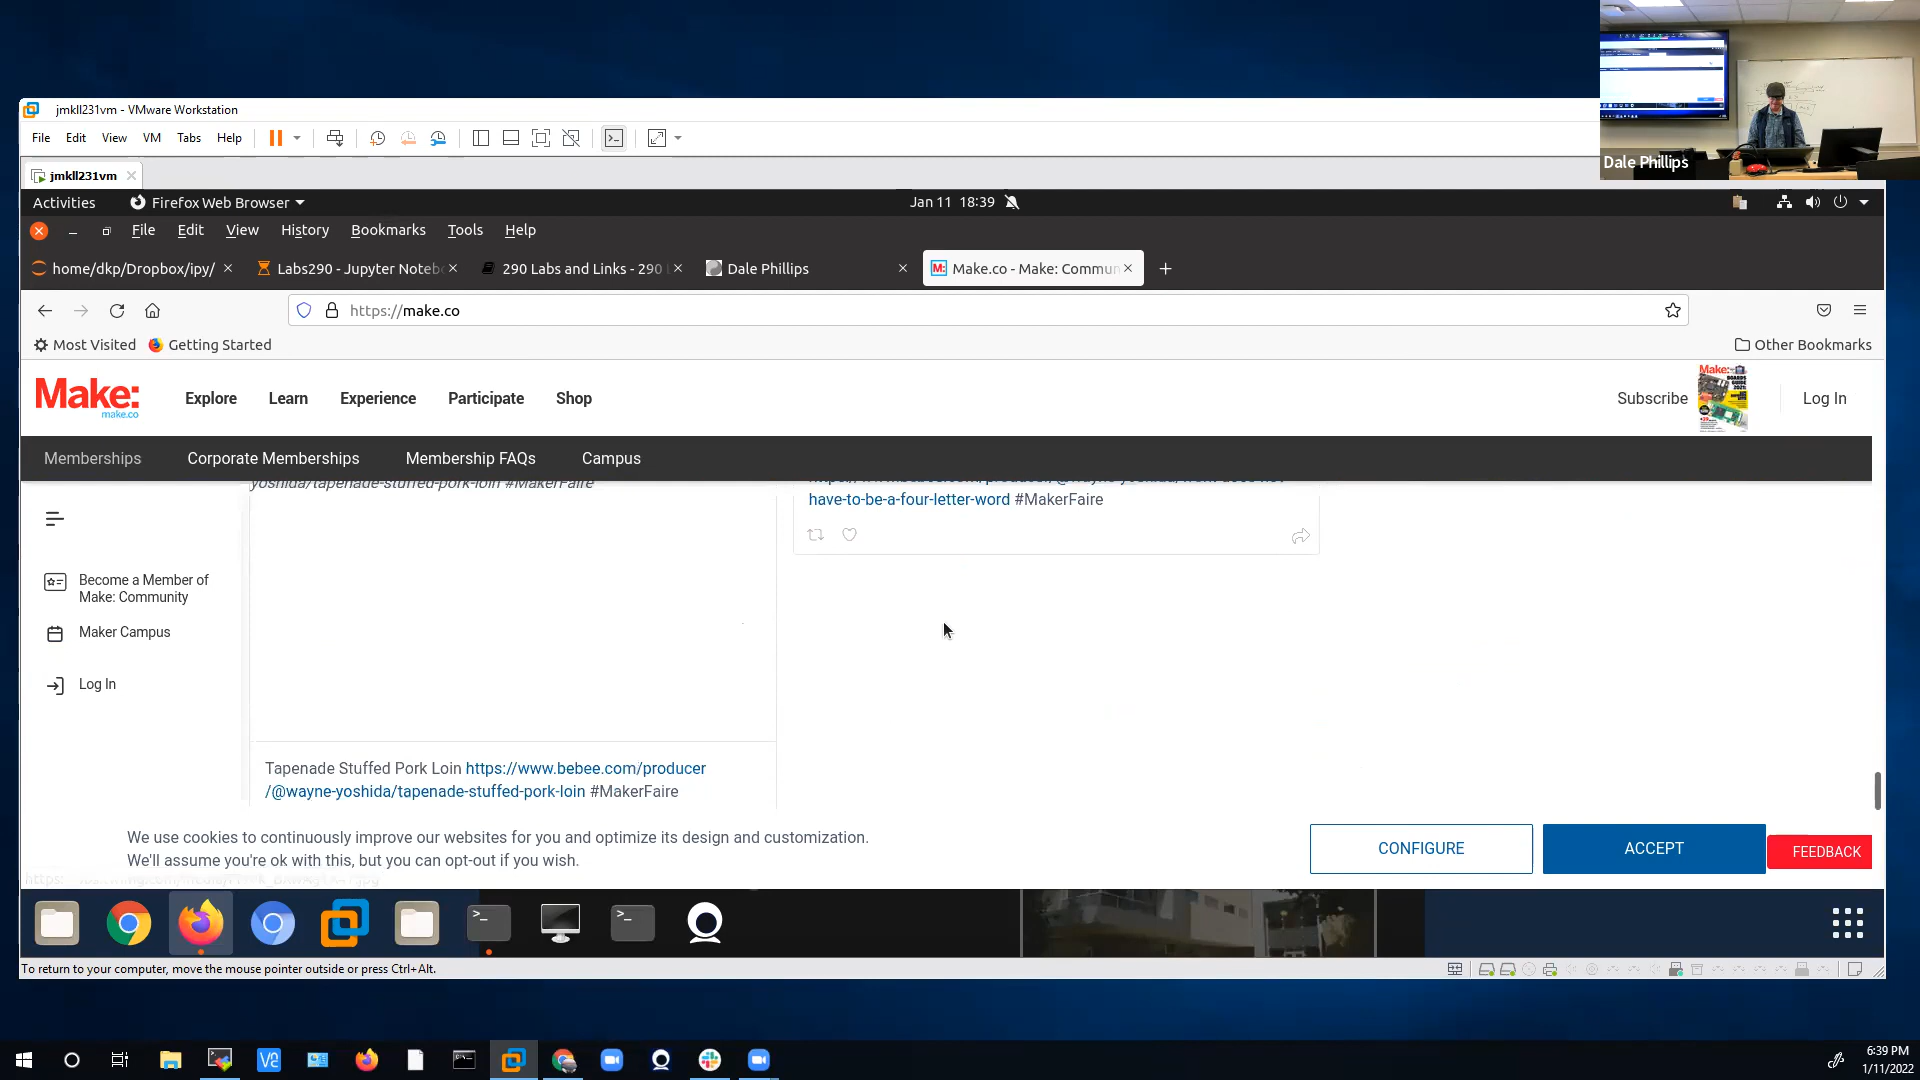 jmkll231vm - VMware Workstation
File Edit View VM Tabs Help
jmkll231vm
Dale Phillips
Activities Firefox Web Browser Jan 11 18:39
File Edit View History Bookmarks Tools Help
home/dkp/Dropbox/ipy/ Labs290 - Jupyter Noteb 290 Labs and Links - 290 Dale Phillips M: Make.co - Make: Commun
https://make.co
Most Visited Getting Started Other Bookmarks
Make: make.co Explore Learn Experience Participate Shop Subscribe Log In
Memberships Corporate Memberships Membership FAQs Campus
yoshida/tapenade-stuffed-pork-loin #MakerFaire
have-to-be-a-four-letter-word #MakerFaire
Become a Member of
Make: Community
Maker Campus
Log In
Tapenade Stuffed Pork Loin https://www.bebee.com/producer
/@wayne-yoshida/tapenade-stuffed-pork-loin #MakerFaire
We use cookies to continuously improve our websites for you and optimize its design and customization.
We'll assume you're ok with this, but you can opt-out if you wish.
CONFIGURE ACCEPT FEEDBACK
To return to your computer, move the mouse pointer outside or press Ctrl+Alt.
6:39 PM
1/11/2022